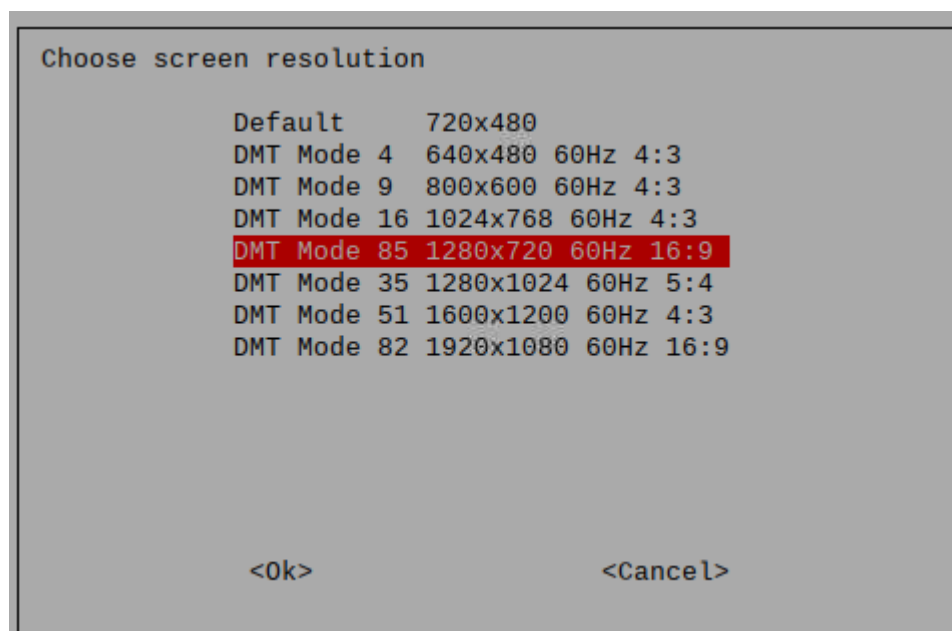 Choose screen resolution
Default 720x480
DMT Mode 4 640x480 60Hz 4:3
DMT Mode 9 800x600 60Hz 4:3
DMT Mode 16 1024x768 60Hz 4:3
DMT Mode 85 1280x720 60Hz 16:9
DMT Mode 35 1280x1024 60Hz 5:4
DMT Mode 51 1600x1200 60Hz 4:3
DMT Mode 82 1920x1080 60Hz 16:9
<Ok> <Cancel>